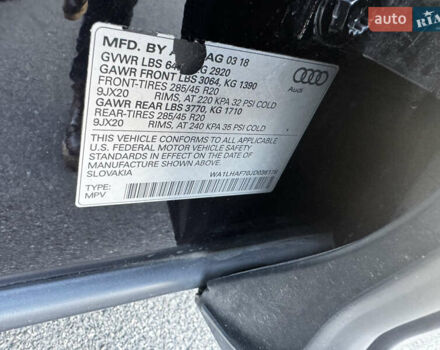 auto RIA
MFD. BY AG 03 18
GVWR LBS KG 2920
GAWR FRONT LBS 3064, KG 1390
FRONT-TIRES 285/45 R20
9JX20 RIMS, AT 220 KPA 32 PSI COLD
GAWR REAR LBS 3770, KG 1710
REAR-TIRES 285/45 R20
9JX20 RIMS, AT 240 KPA 35 PSI COLD
THIS VEHICLE CONFORMS TO ALL APPLICABLE
U.S. FEDERAL MOTOR VEHICLE SAFETY
STANDARDS IN EFFECT ON THE DATE OF
MANUFACTURE SHOWN ABOVE.
SLOVAKIA
TYPE:
MPV
Audi